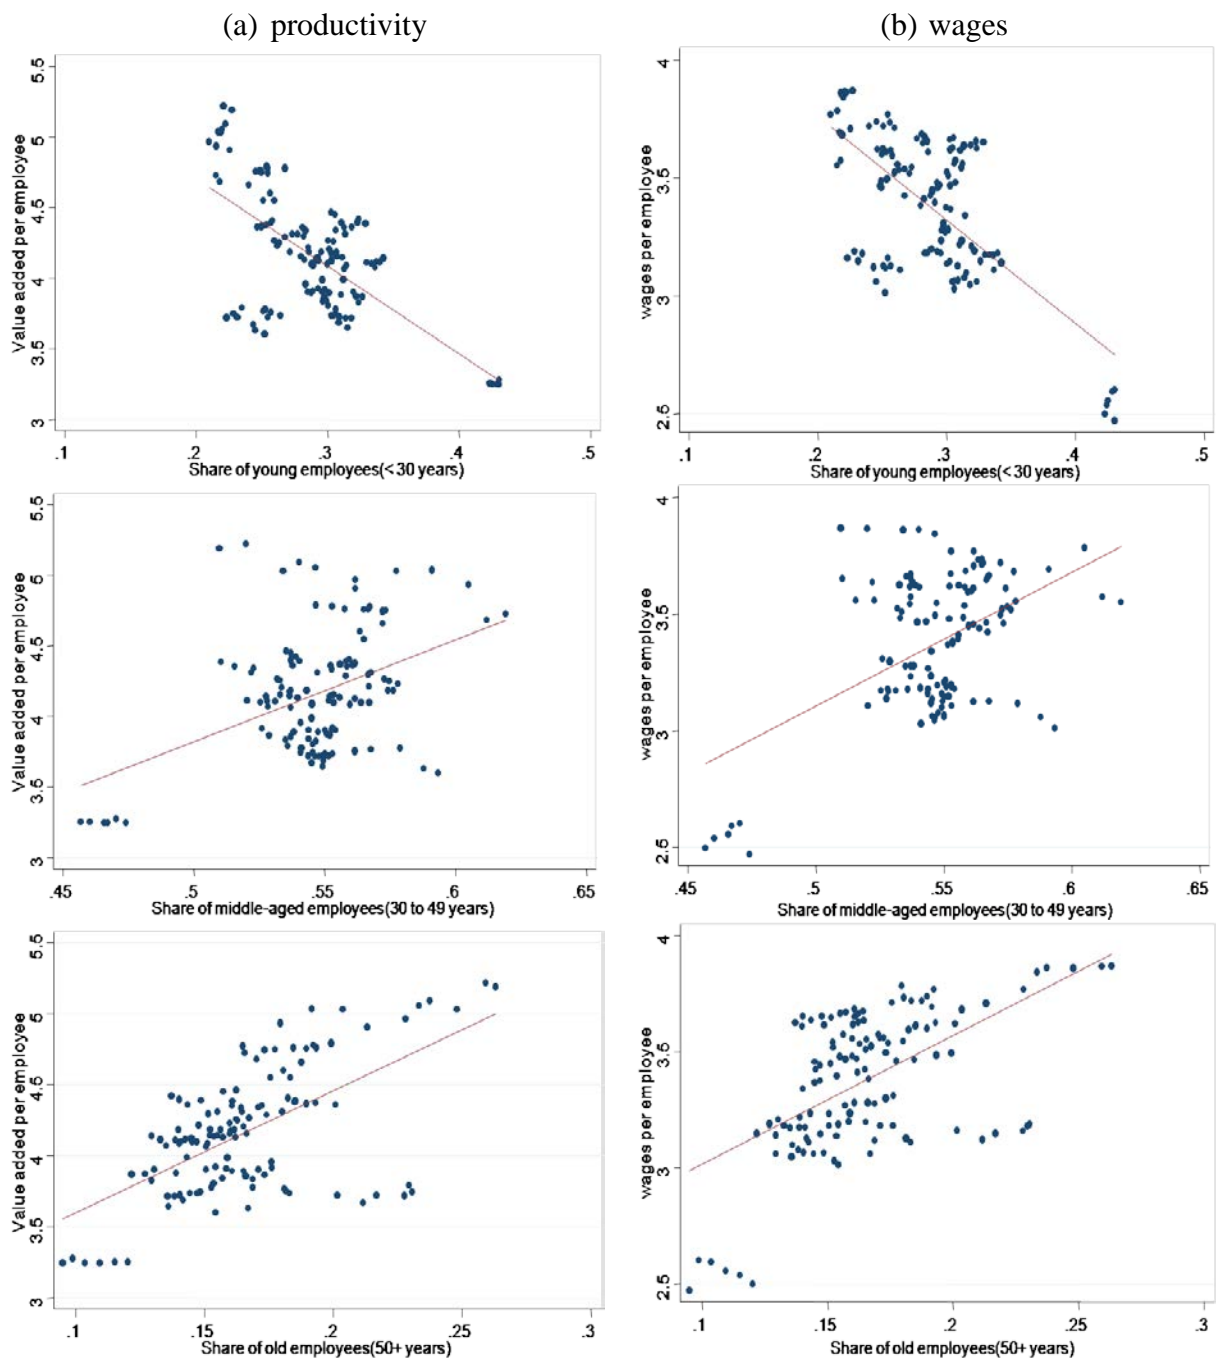 (a) productivity
(b) wages
5.5
5
4.5
4
3.5
3
Value added per employee
.1 .2 .3 .4 .5
Share of young employees(<30 years)
4
3.5
3
2.5
wages per employee
.1 .2 .3 .4 .5
Share of young employees(<30 years)
5.5
5
4.5
4
3.5
3
Value added per employee
.45 .5 .55 .6 .65
Share of middle-aged employees(30 to 49 years)
4
3.5
3
2.5
wages per employee
.45 .5 .55 .6 .65
Share of middle-aged employees(30 to 49 years)
5.5
5
4.5
4
3.5
3
Value added per employee
.1 .15 .2 .25 .3
Share of old employees(50+ years)
4
3.5
3
2.5
wages per employee
.1 .15 .2 .25 .3
Share of old employees(50+ years)